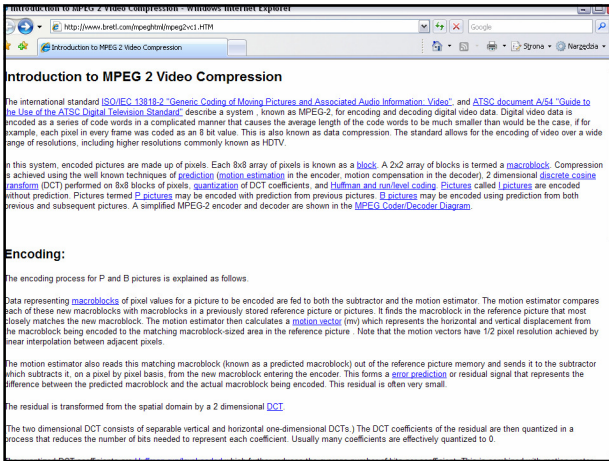 Introduction to MPEG 2 Video Compression - Windows Internet Explorer
http://www.bretl.com/mpeghtml/mpeg2vc1.HTM
Google
Introduction to MPEG 2 Video Compression
Strona
Narzędzia
Introduction to MPEG 2 Video Compression
The international standard ISO/IEC 13818-2 "Generic Coding of Moving Pictures and Associated Audio Information: Video", and ATSC document A/54 "Guide to
the Use of the ATSC Digital Television Standard" describe a system , known as MPEG-2, for encoding and decoding digital video data. Digital video data is
encoded as a series of code words in a complicated manner that causes the average length of the code words to be much smaller than would be the case, if for
example, each pixel in every frame was coded as an 8 bit value. This is also known as data compression. The standard allows for the encoding of video over a wide
range of resolutions, including higher resolutions commonly known as HDTV.
In this system, encoded pictures are made up of pixels. Each 8x8 array of pixels is known as a block. A 2x2 array of blocks is termed a macroblock. Compression
is achieved using the well known techniques of prediction (motion estimation in the encoder, motion compensation in the decoder), 2 dimensional discrete cosine
transform (DCT) performed on 8x8 blocks of pixels, quantization of DCT coefficients, and Huffman and run/level coding. Pictures called I pictures are encoded
without prediction. Pictures termed P pictures may be encoded with prediction from previous pictures. B pictures may be encoded using prediction from both
previous and subsequent pictures. A simplified MPEG-2 encoder and decoder are shown in the MPEG Coder/Decoder Diagram.
Encoding:
The encoding process for P and B pictures is explained as follows.
Data representing macroblocks of pixel values for a picture to be encoded are fed to both the subtractor and the motion estimator. The motion estimator compares
each of these new macroblocks with macroblocks in a previously stored reference picture or pictures. It finds the macroblock in the reference picture that most
closely matches the new macroblock. The motion estimator then calculates a motion vector (mv) which represents the horizontal and vertical displacement from
the macroblock being encoded to the matching macroblock-sized area in the reference picture . Note that the motion vectors have 1/2 pixel resolution achieved by
linear interpolation between adjacent pixels.
The motion estimator also reads this matching macroblock (known as a predicted macroblock) out of the reference picture memory and sends it to the subtractor
which subtracts it, on a pixel by pixel basis, from the new macroblock entering the encoder. This forms a error prediction or residual signal that represents the
difference between the predicted macroblock and the actual macroblock being encoded. This residual is often very small.
The residual is transformed from the spatial domain by a 2 dimensional DCT.
(The two dimensional DCT consists of separable vertical and horizontal one-dimensional DCTs.) The DCT coefficients of the residual are then quantized in a
process that reduces the number of bits needed to represent each coefficient. Usually many coefficients are effectively quantized to 0.